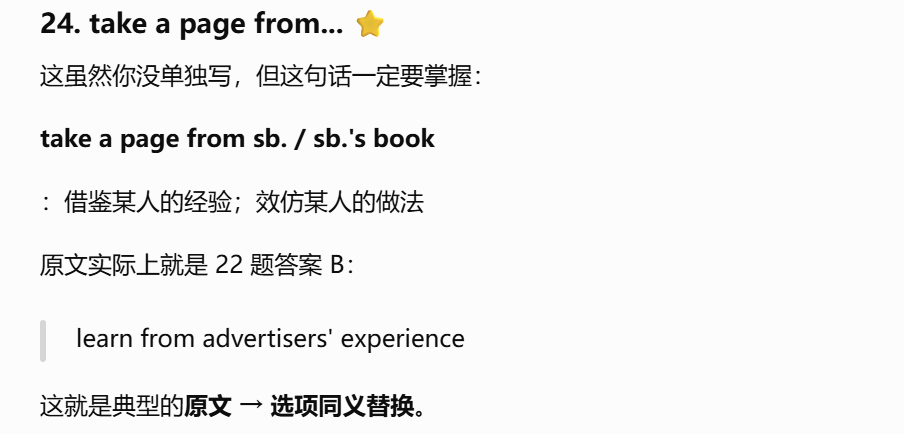 24. take a page from... ⭐
这虽然你没单独写，但这句话一定要掌握：
take a page from sb. / sb.'s book
：借鉴某人的经验；效仿某人的做法
原文实际上就是 22 题答案 B：
learn from advertisers' experience
这就是典型的原文 → 选项同义替换。